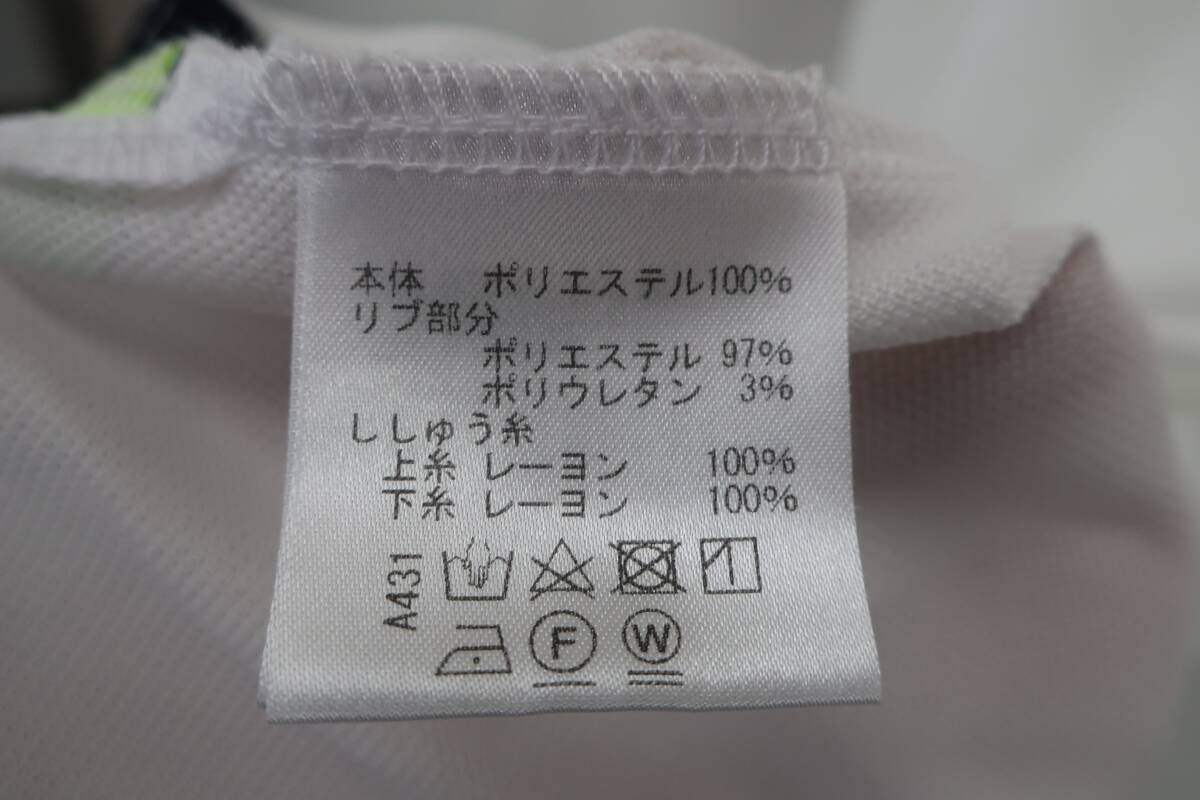 本体 ポリエステル100%
リブ部分
ポリエステル 97%
ポリウレタン 3%
ししゅう糸
上糸 レーヨン 100%
下糸 レーヨン 100%
A431
F W